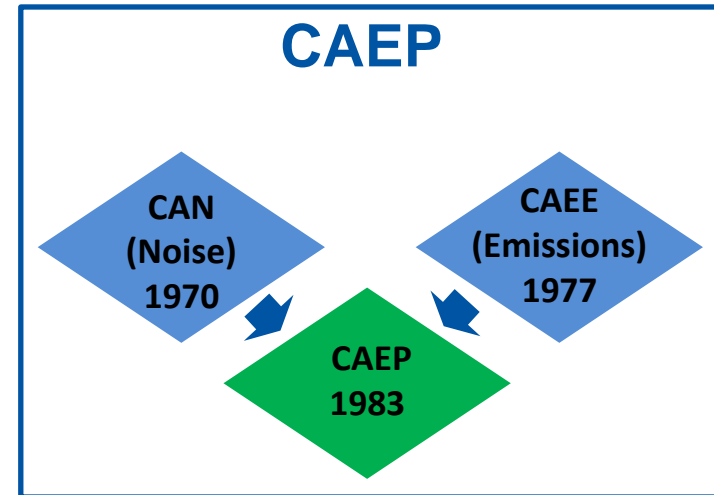 CAEP
CAN
(Noise)
1970
CAEE
(Emissions)
1977
CAEP
1983